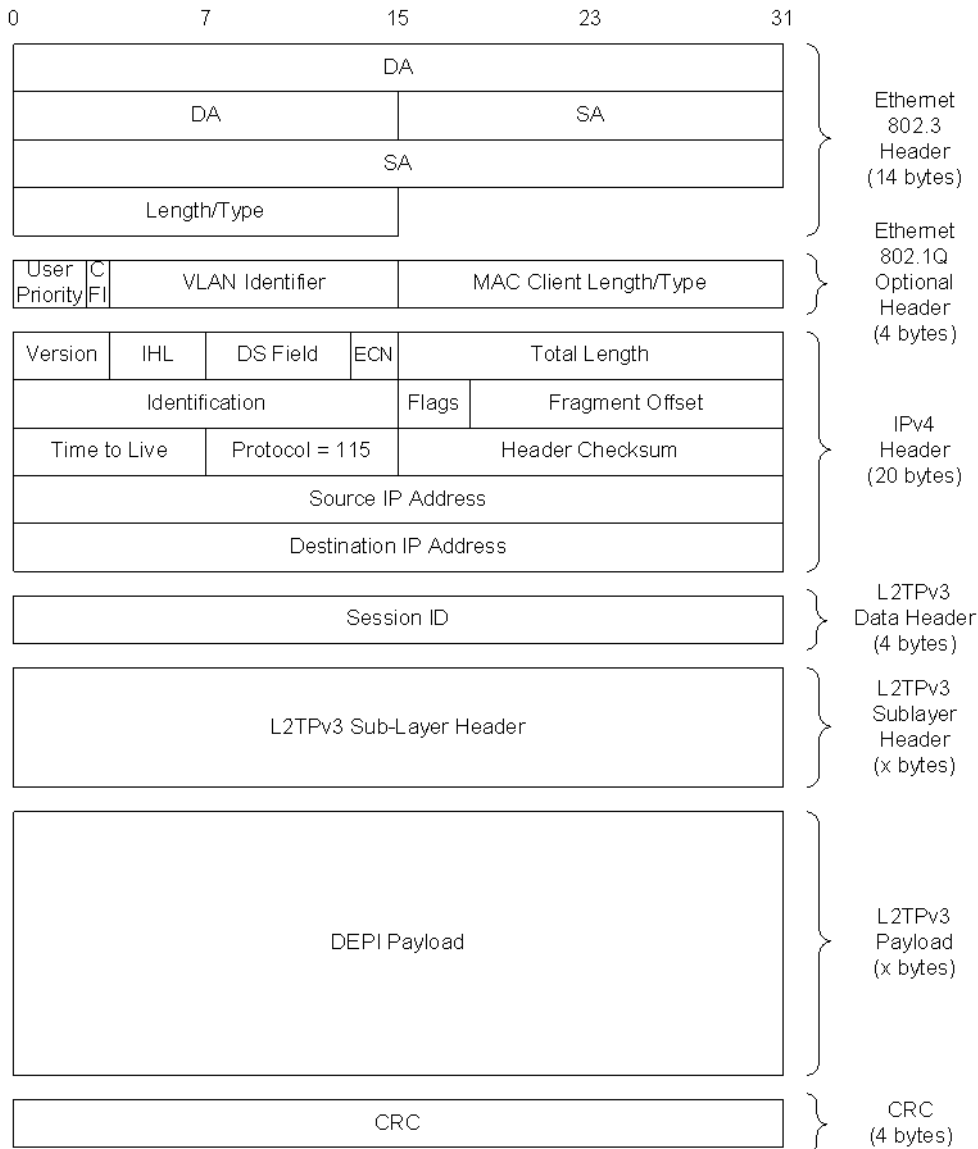 0 7 15 23 31
DA
DA SA
SA
Length/Type
Ethernet
802.3
Header
(14 bytes)
User
Priority
C
FI
VLAN Identifier
MAC Client Length/Type
Ethernet
802.1Q
Optional
Header
(4 bytes)
Version IHL DS Field ECN Total Length
Identification Flags Fragment Offset
Time to Live Protocol = 115 Header Checksum
Source IP Address
Destination IP Address
IPv4
Header
(20 bytes)
Session ID
L2TPv3
Data Header
(4 bytes)
L2TPv3 Sub-Layer Header
L2TPv3
Sublayer
Header
(x bytes)
DEPI Payload
L2TPv3
Payload
(x bytes)
CRC
CRC
(4 bytes)